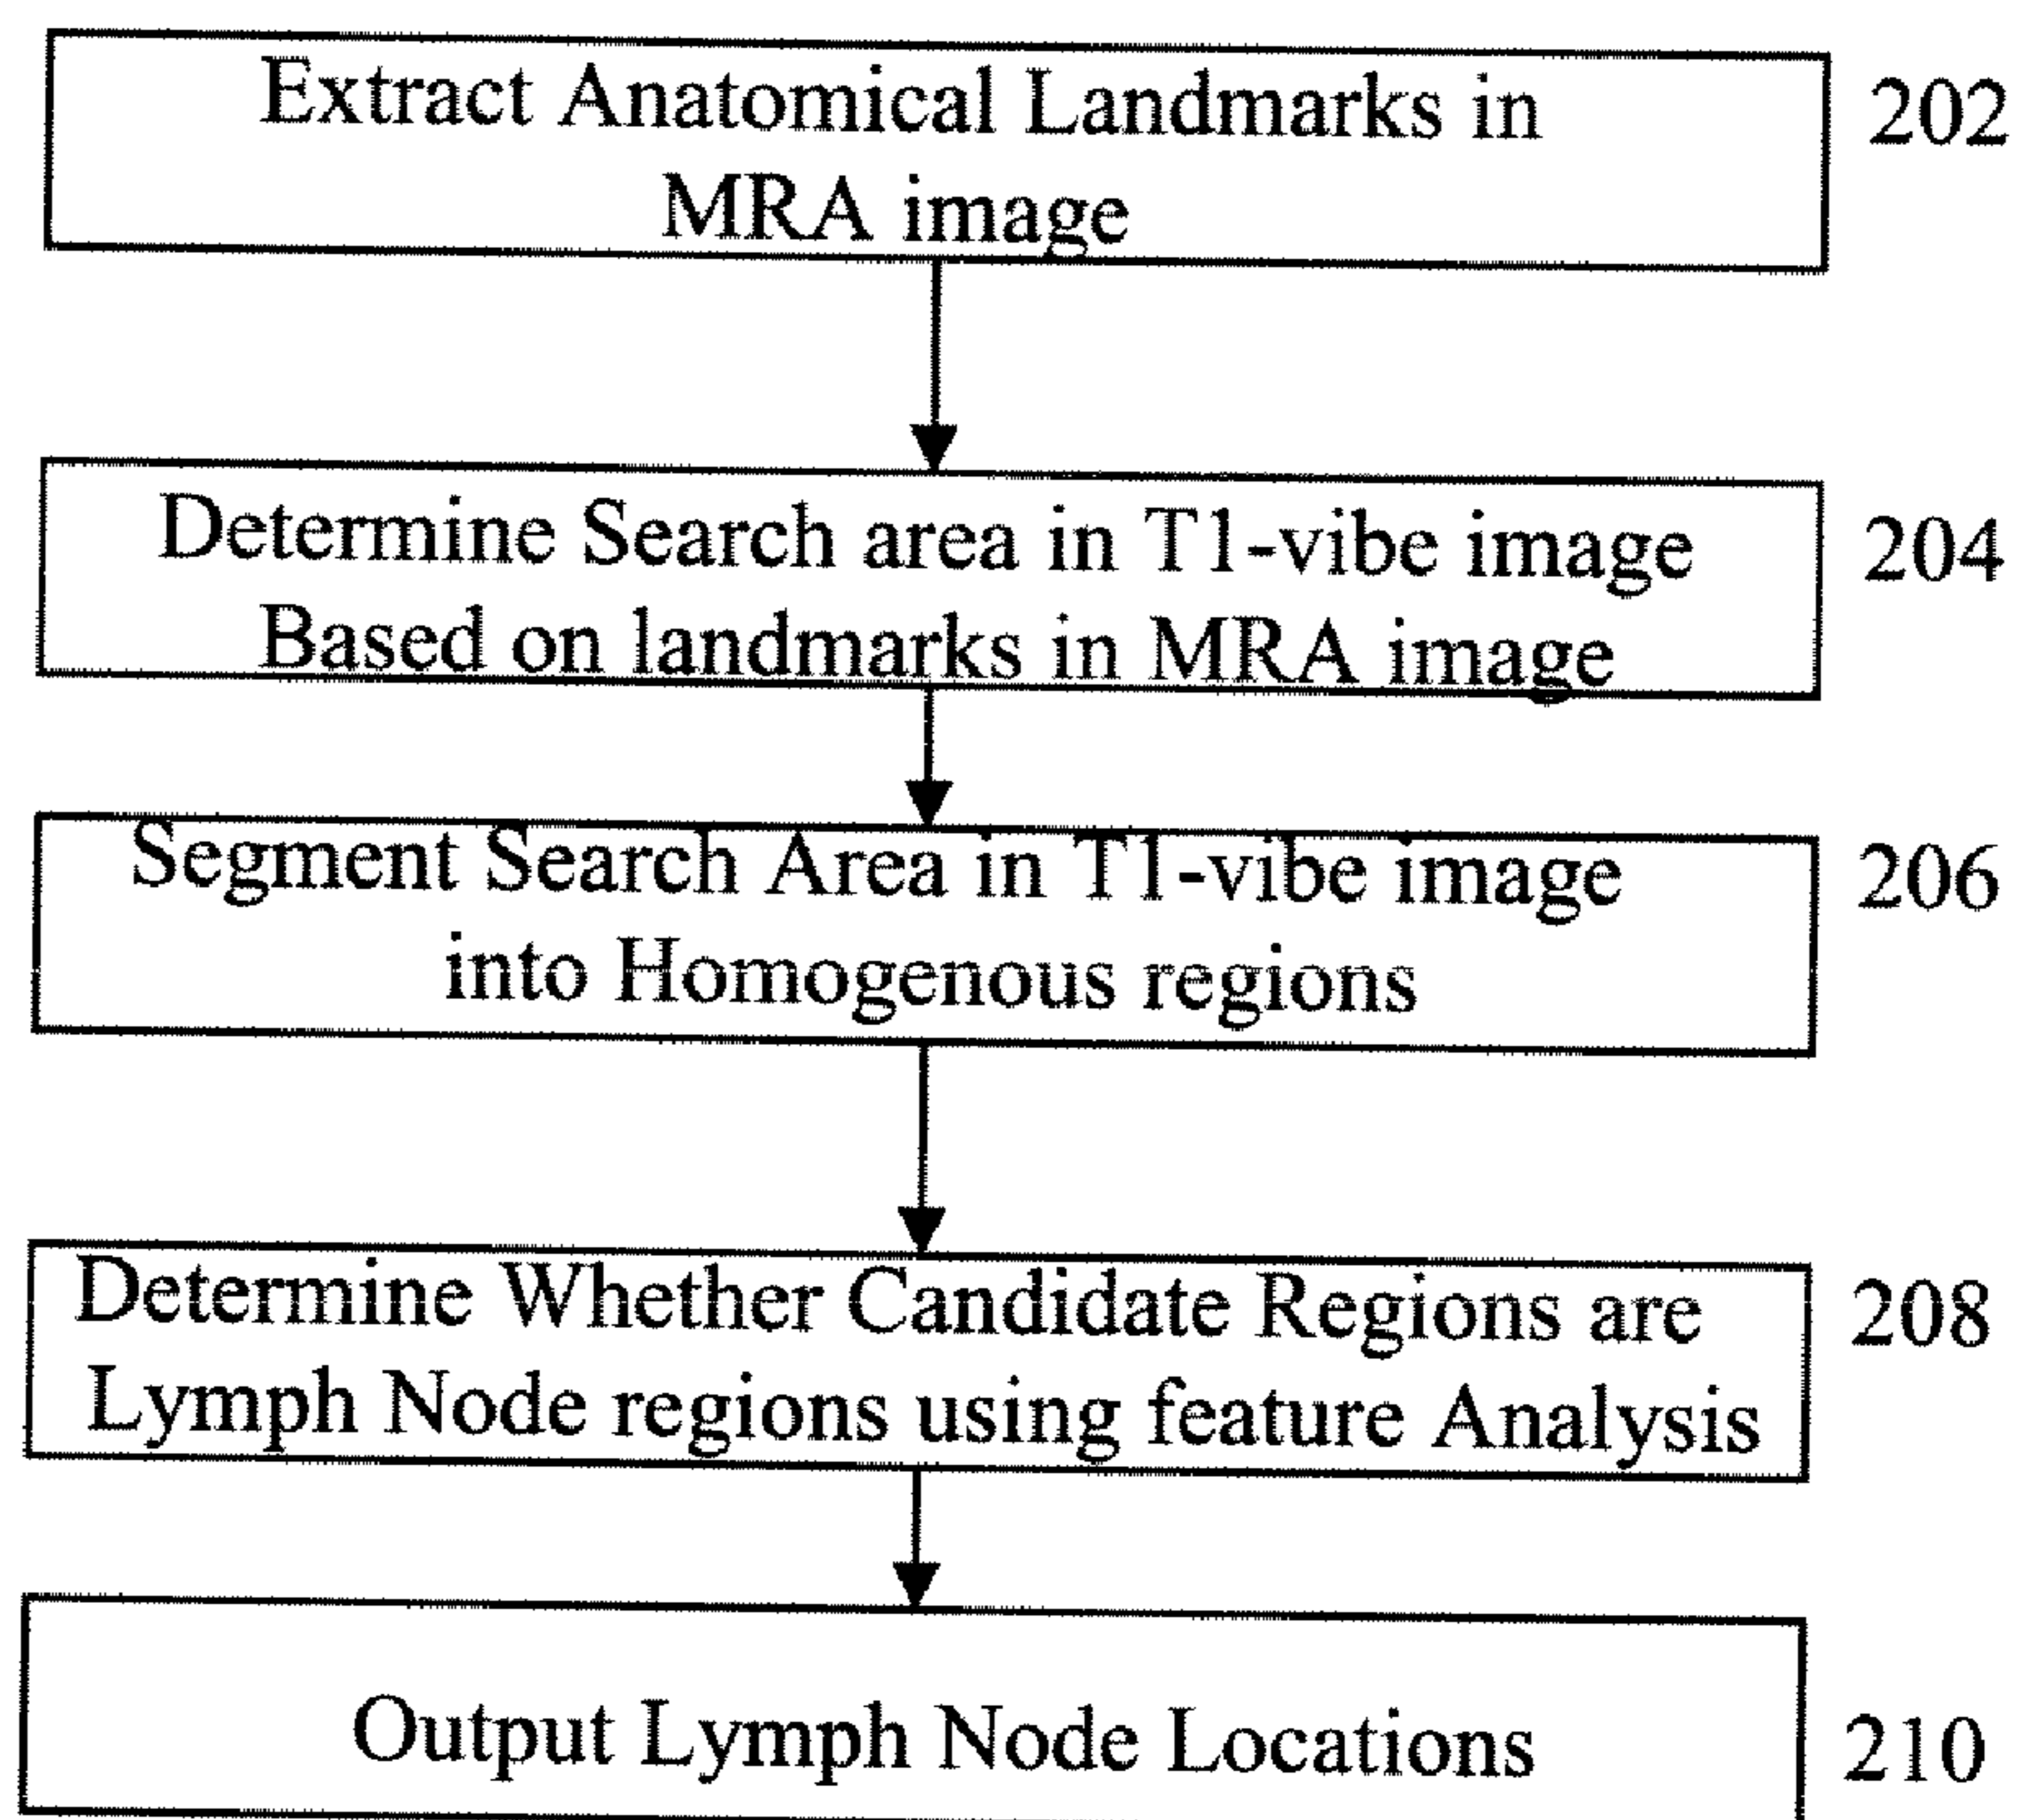 Extract Anatomical Landmarks in
MRA image
202
Determine Search area in T1-vibe image
Based on landmarks in MRA image
204
Segment Search Area in T1-vibe image
into Homogenous regions
206
Determine Whether Candidate Regions are
Lymph Node regions using feature Analysis
208
Output Lymph Node Locations
210